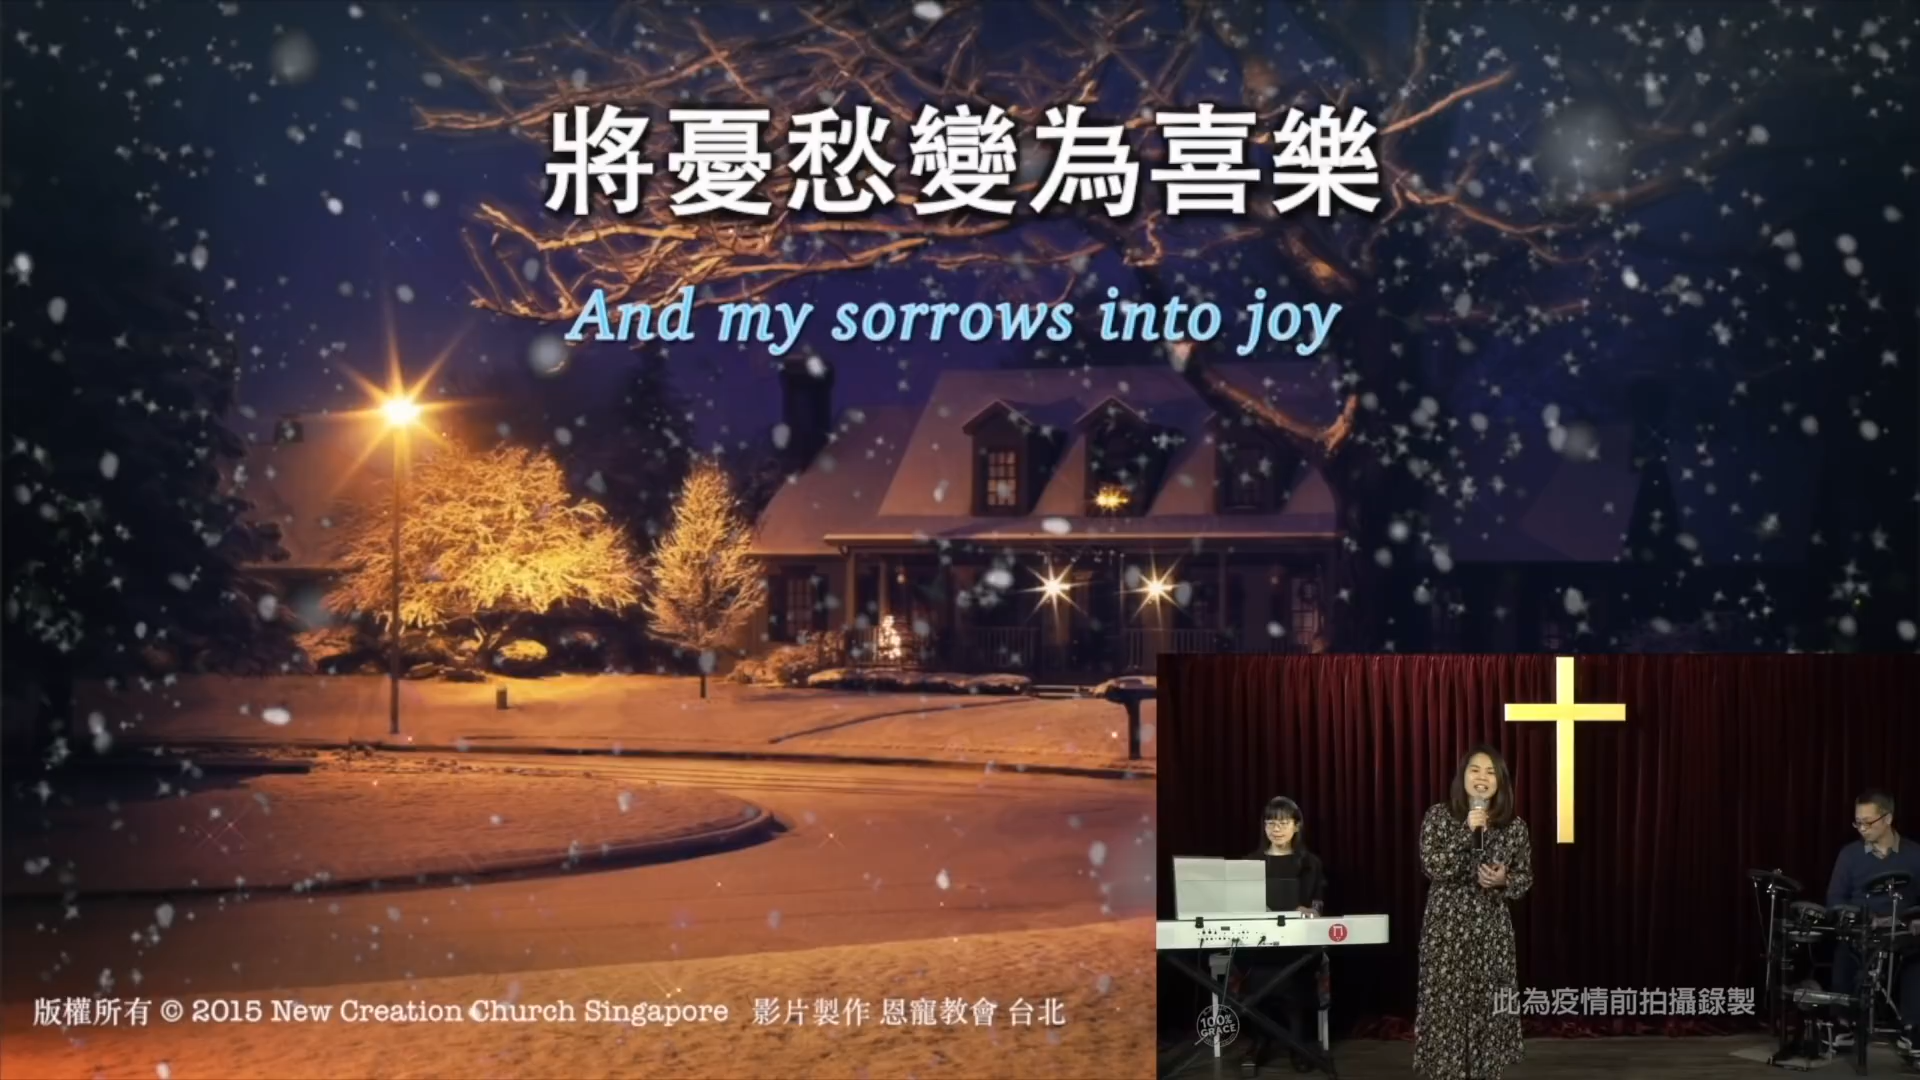 將憂愁變為喜樂
And my sorrows into joy
版權所有 © 2015 New Creation Church Singapore 影片製作 恩寵教會 台北
此為疫情前拍攝錄製
100%
GRACE